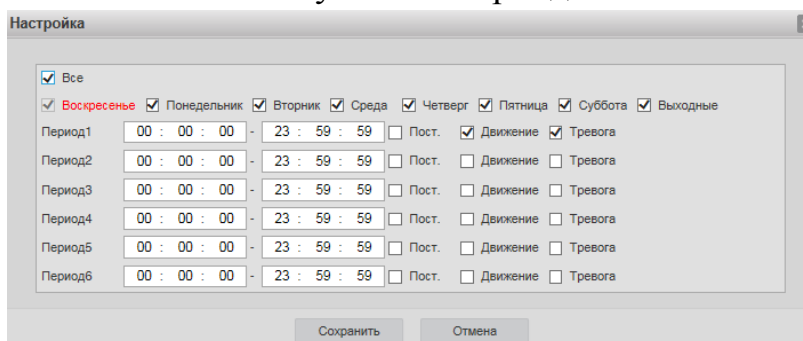 Настройка
Все
Воскресенье Понедельник Вторник Среда Четверг Пятница Суббота Выходные
Период1 00 : 00 : 00 - 23 : 59 : 59 Пост. Движение Тревога
Период2 00 : 00 : 00 - 23 : 59 : 59 Пост. Движение Тревога
Период3 00 : 00 : 00 - 23 : 59 : 59 Пост. Движение Тревога
Период4 00 : 00 : 00 - 23 : 59 : 59 Пост. Движение Тревога
Период5 00 : 00 : 00 - 23 : 59 : 59 Пост. Движение Тревога
Период6 00 : 00 : 00 - 23 : 59 : 59 Пост. Движение Тревога
Сохранить Отмена